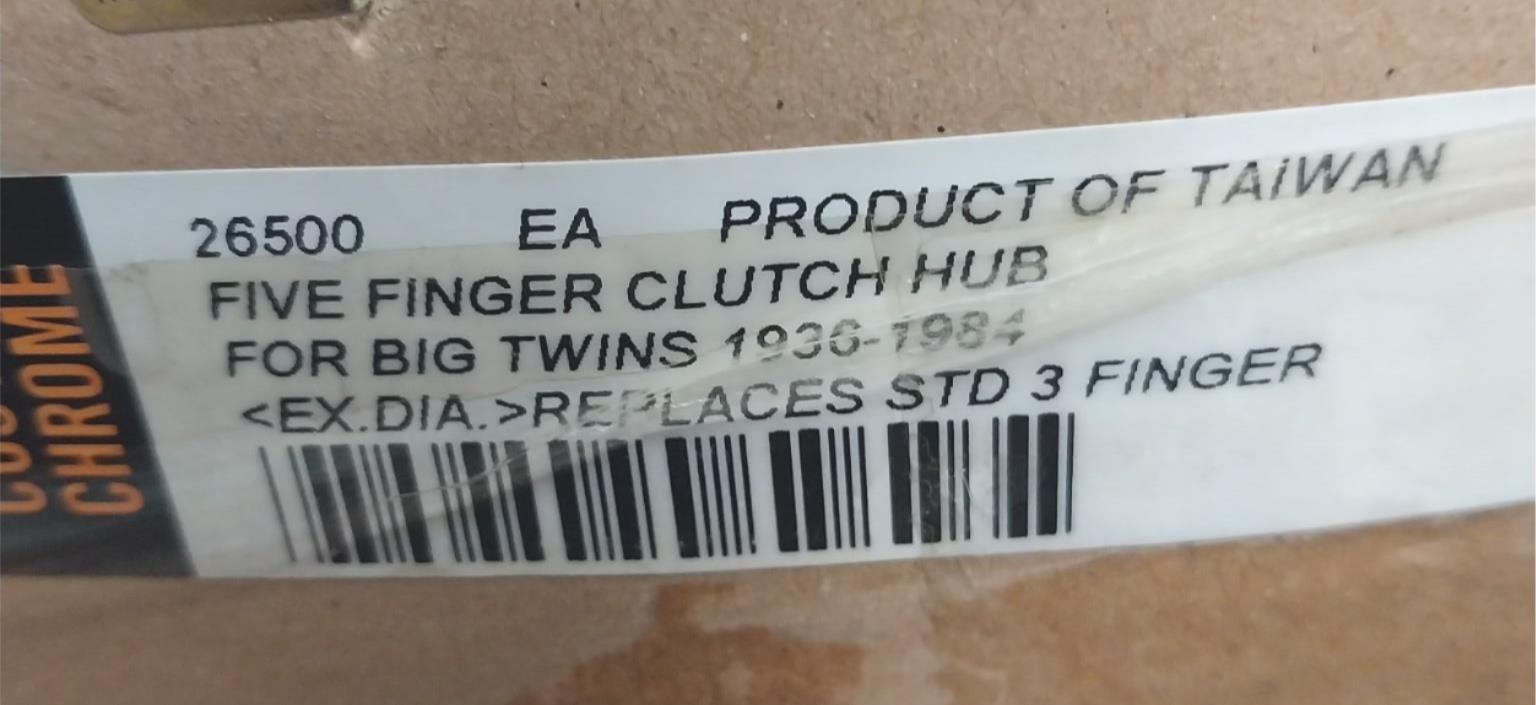 26500 EA PRODUCT OF TAIWAN
FIVE FINGER CLUTCH HUB
FOR BIG TWINS 1936-1984
<EX.DIA.>REPLACES STD 3 FINGER
CHROME